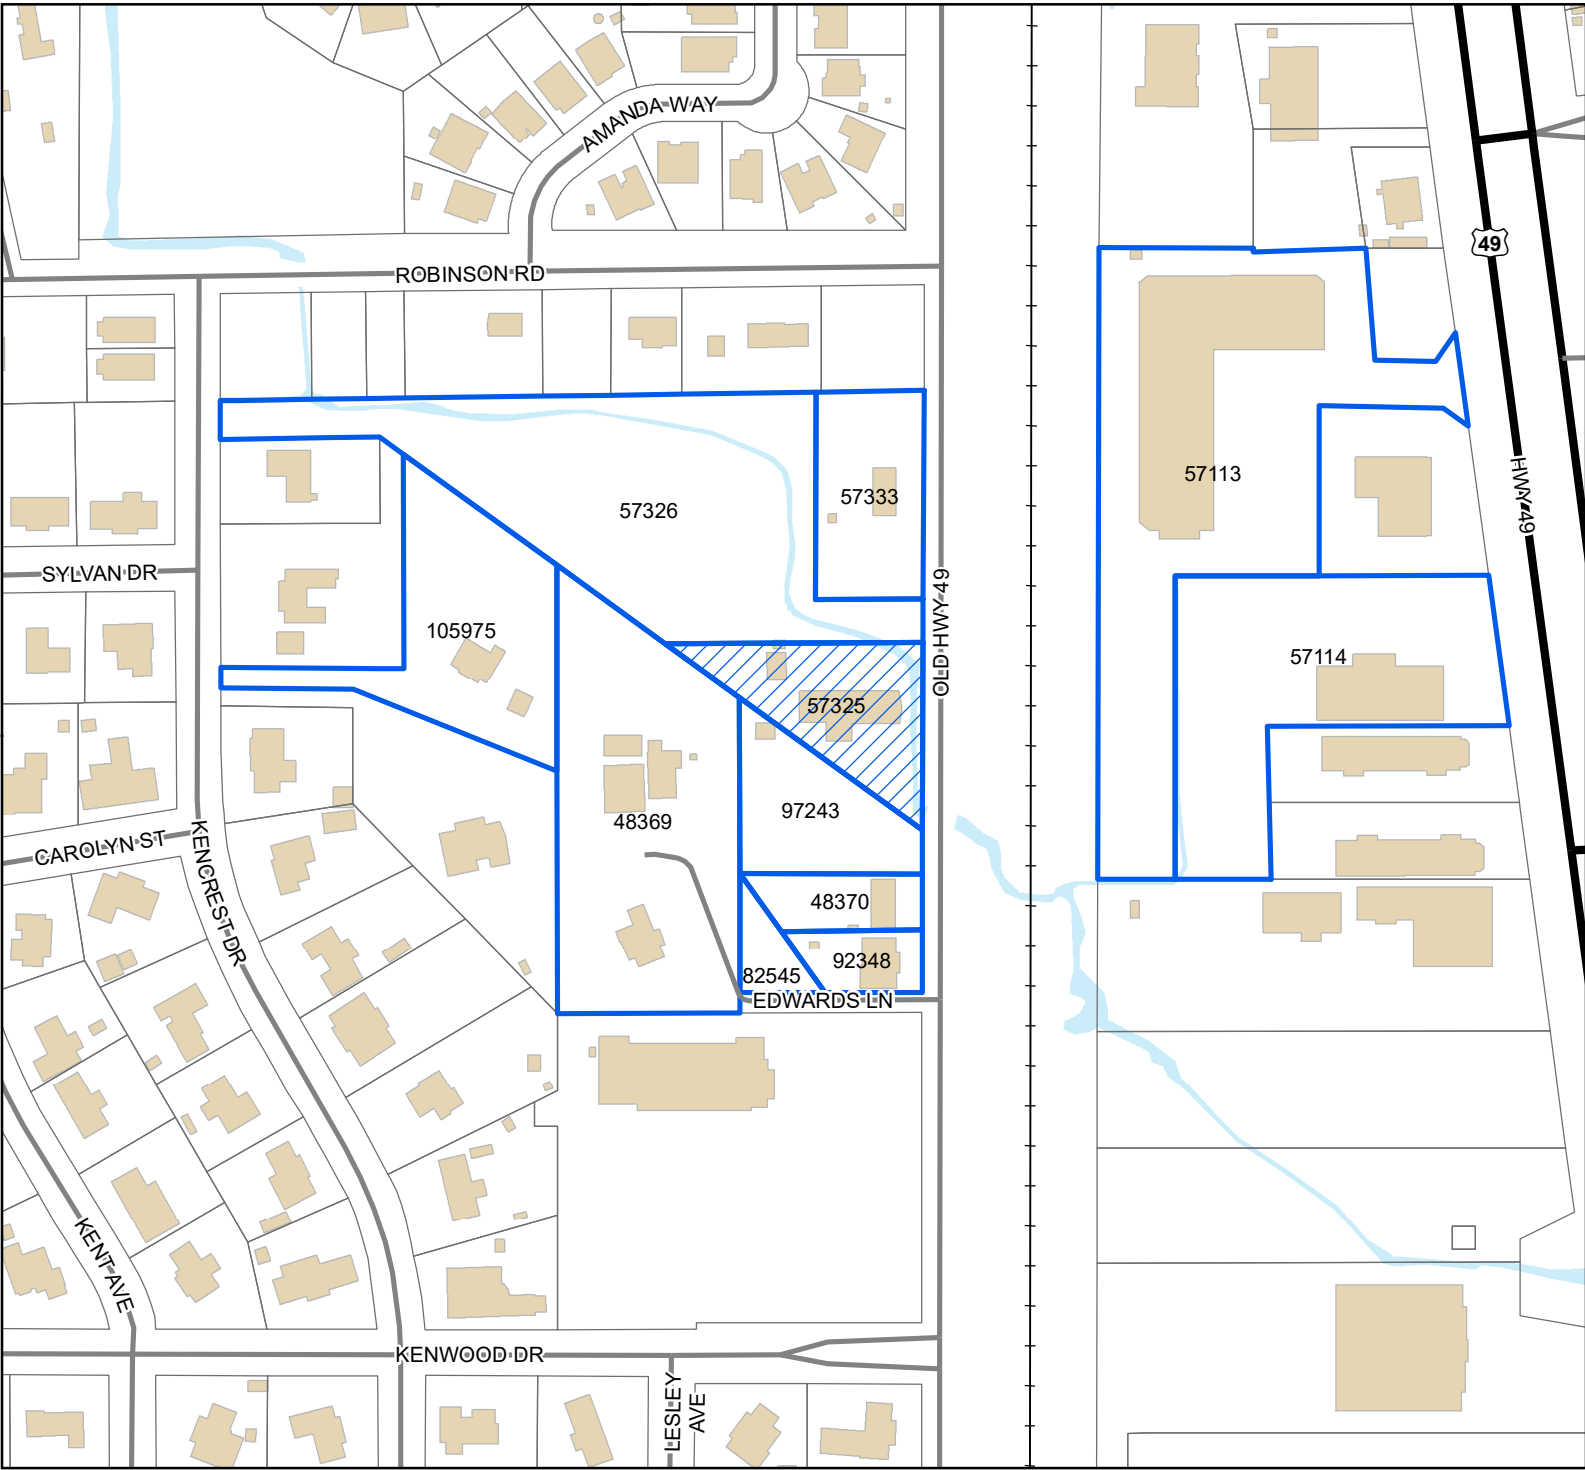 AMANDA WAY
49
ROBINSON RD
HWY 49
57113
57333
57326
SYLVAN DR
OLD HWY 49
105975
57114
57325
97243
48369
CAROLYN ST
KENCREST DR
48370
92348
82545
EDWARDS LN
KENT AVE
KENWOOD DR
LESLEY
AVE